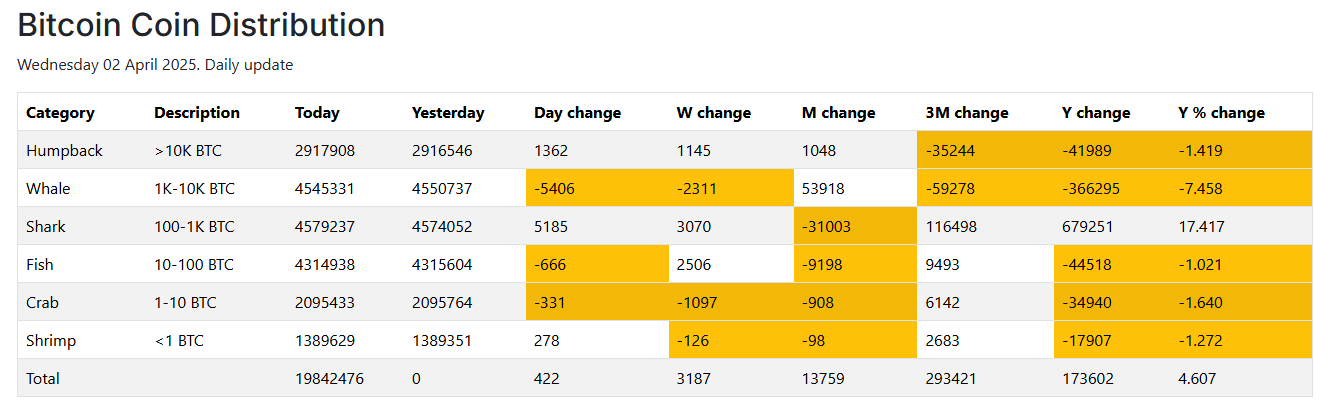 Bitcoin Coin Distribution
Wednesday 02 April 2025. Daily update
Category Description Today Yesterday Day change W change M change 3M change Y change Y % change
Humpback >10K BTC 2917908 2916546 1362 1145 1048 -35244 -41989 -1.419
Whale 1K-10K BTC 4545331 4550737 -5406 -2311 53918 -59278 -366295 -7.458
Shark 100-1K BTC 4579237 4574052 5185 3070 -31003 116498 679251 17.417
Fish 10-100 BTC 4314938 4315604 -666 2506 -9198 9493 -44518 -1.021
Crab 1-10 BTC 2095433 2095764 -331 -1097 -908 6142 -34940 -1.640
Shrimp <1 BTC 1389629 1389351 278 -126 -98 2683 -17907 -1.272
Total 19842476 0 422 3187 13759 293421 173602 4.607